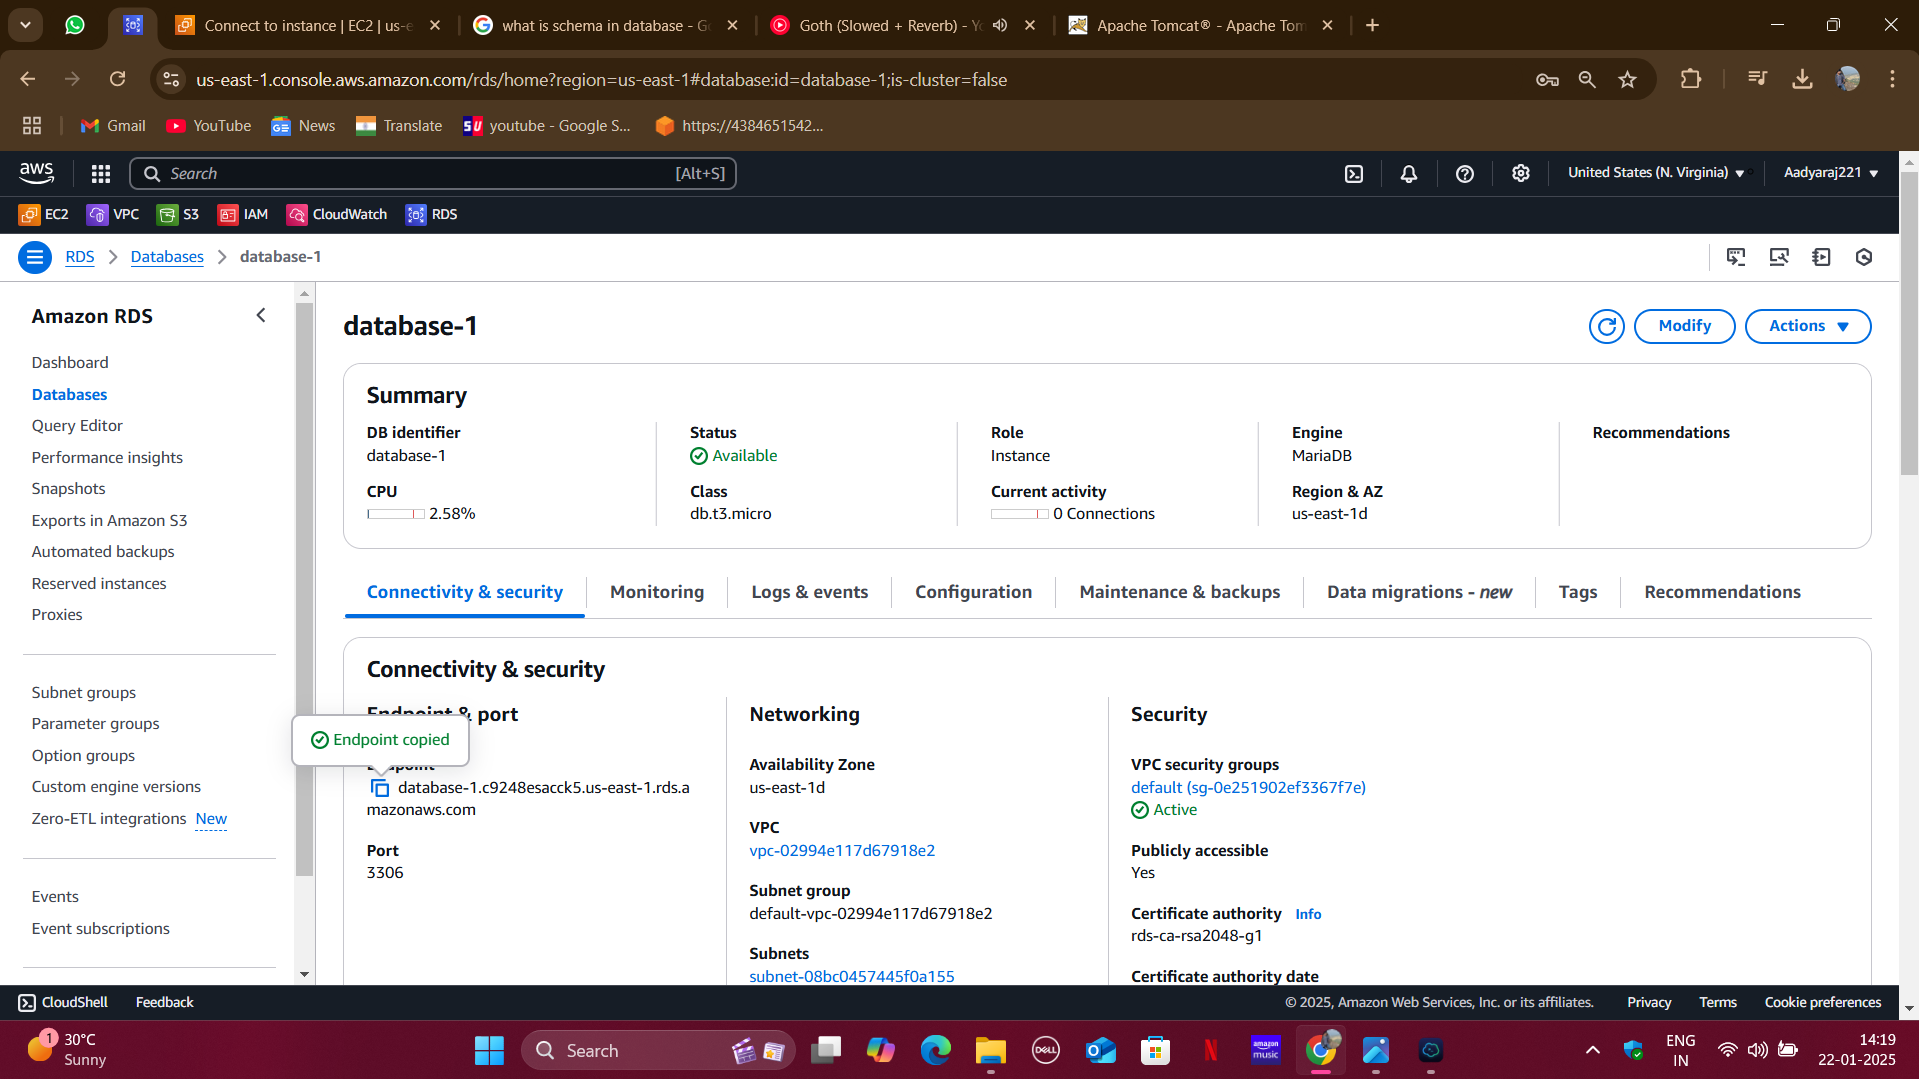 Connect to instance | EC2 | us-e
what is schema in database - G
Goth (Slowed + Reverb) - Y
Apache Tomcat® - Apache Tom
us-east-1.console.aws.amazon.com/rds/home?region=us-east-1#database:id=database-1;is-cluster=false
Gmail
YouTube
News
Translate
SU
youtube - Google S...
https://4384651542...
aws
Search
[Alt+S]
United States (N. Virginia)
Aadyaraj221
EC2
VPC
S3
IAM
CloudWatch
RDS
RDS
Databases
database-1
Amazon RDS
Dashboard
Databases
Query Editor
Performance insights
Snapshots
Exports in Amazon S3
Automated backups
Reserved instances
Proxies
Subnet groups
Parameter groups
Option groups
Custom engine versions
Zero-ETL integrations New
Events
Event subscriptions
database-1
Modify
Actions
Summary
DB identifier
database-1
Status
Available
Role
Instance
Engine
MariaDB
Recommendations
CPU
2.58%
Class
db.t3.micro
Current activity
0 Connections
Region & AZ
us-east-1d
Connectivity & security
Monitoring
Logs & events
Configuration
Maintenance & backups
Data migrations - new
Tags
Recommendations
Connectivity & security
Endpoint & port
Endpoint copied
Endpoint
database-1.c9248esacck5.us-east-1.rds.a
mazonaws.com
Port
3306
Networking
Availability Zone
us-east-1d
VPC
vpc-02994e117d67918e2
Subnet group
default-vpc-02994e117d67918e2
Subnets
subnet-08bc0457445f0a155
Security
VPC security groups
default (sg-0e251902ef3367f7e)
Active
Publicly accessible
Yes
Certificate authority Info
rds-ca-rsa2048-g1
Certificate authority date
CloudShell
Feedback
© 2025, Amazon Web Services, Inc. or its affiliates.
Privacy
Terms
Cookie preferences
1
30°C
Sunny
Search
DELL
amazon
music
ENG
IN
14:19
22-01-2025